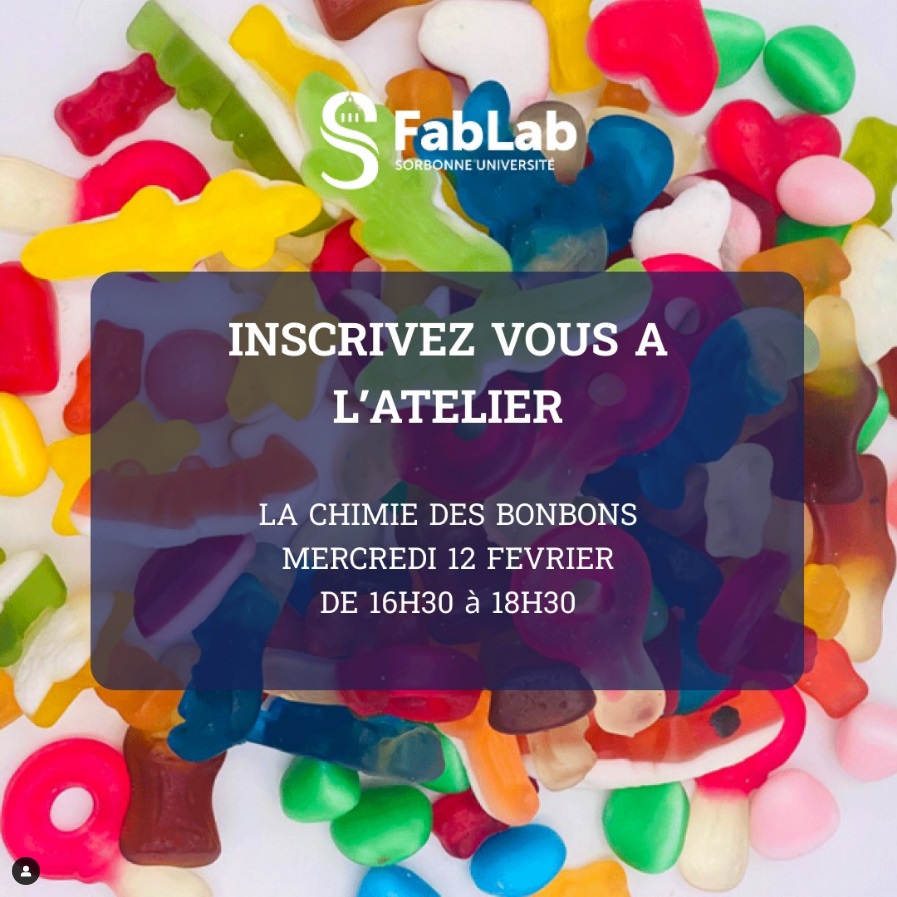 FabLab
SORBONNE UNIVERSITÉ
INSCRIVEZ VOUS A
L'ATELIER
LA CHIMIE DES BONBONS
MERCREDI 12 FEVRIER
DE 16H30 à 18H30